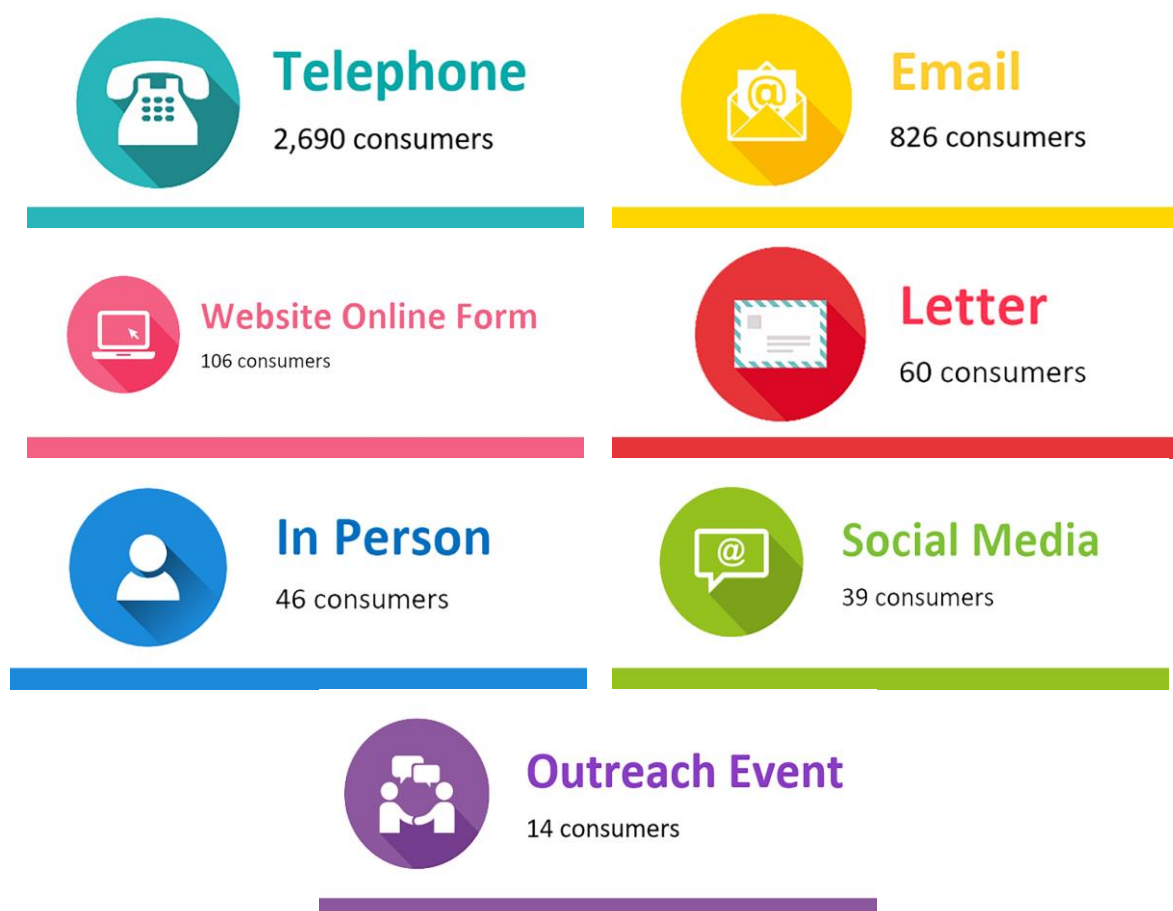 Telephone
2,690 consumers
Email
826 consumers
Website Online Form
106 consumers
Letter
60 consumers
In Person
46 consumers
Social Media
39 consumers
Outreach Event
14 consumers